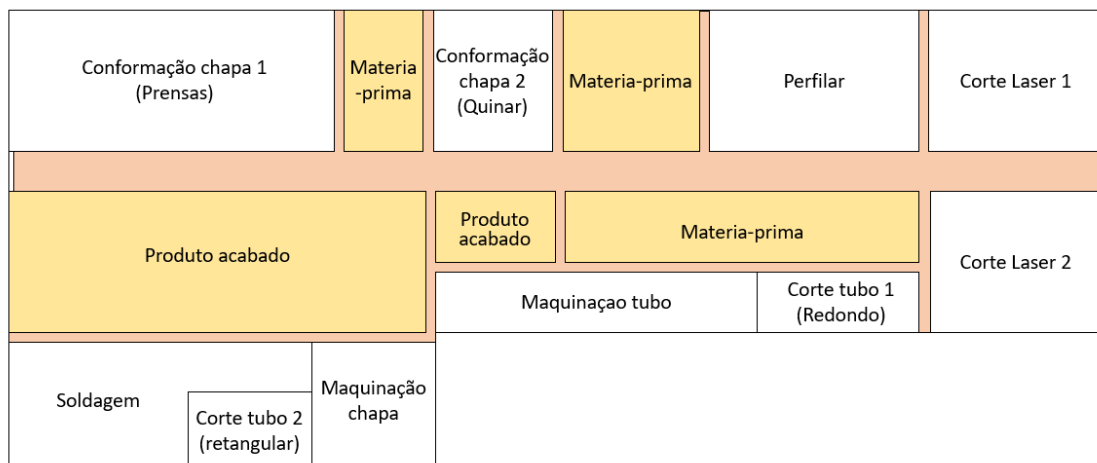 Conformação chapa 1
(Prensas)
Materia
-prima
Conformação
chapa 2
(Quinar)
Materia-prima
Perfilar
Corte Laser 1
Produto acabado
Produto
acabado
Materia-prima
Corte Laser 2
Maquinaçao tubo
Corte tubo 1
(Redondo)
Soldagem
Corte tubo 2
(retangular)
Maquinação
chapa